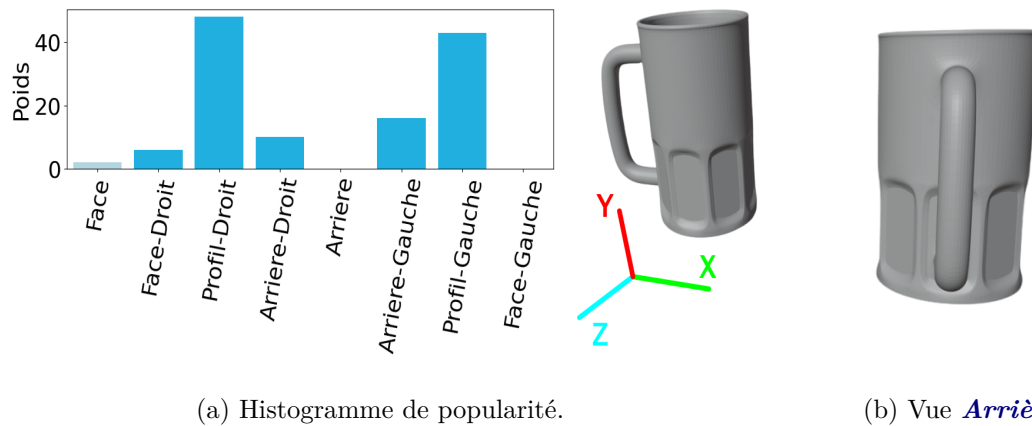 40
20
0
Poids
Face
Face-Droit
Profil-Droit
Arriere-Droit
Arriere
Arriere-Gauche
Profil-Gauche
Face-Gauche
Y
X
Z
(a) Histogramme de popularité.
(b) Vue Arriè